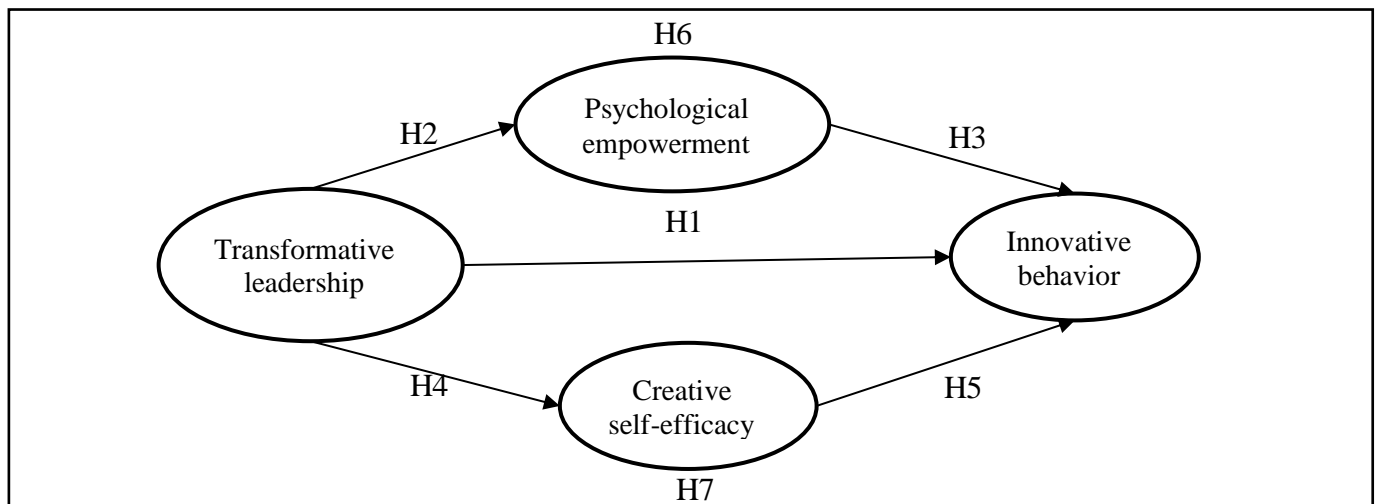 H6
Psychological
empowerment
H2
H3
H1
Transformative
leadership
Innovative
behavior
H4
Creative
self-efficacy
H5
H7